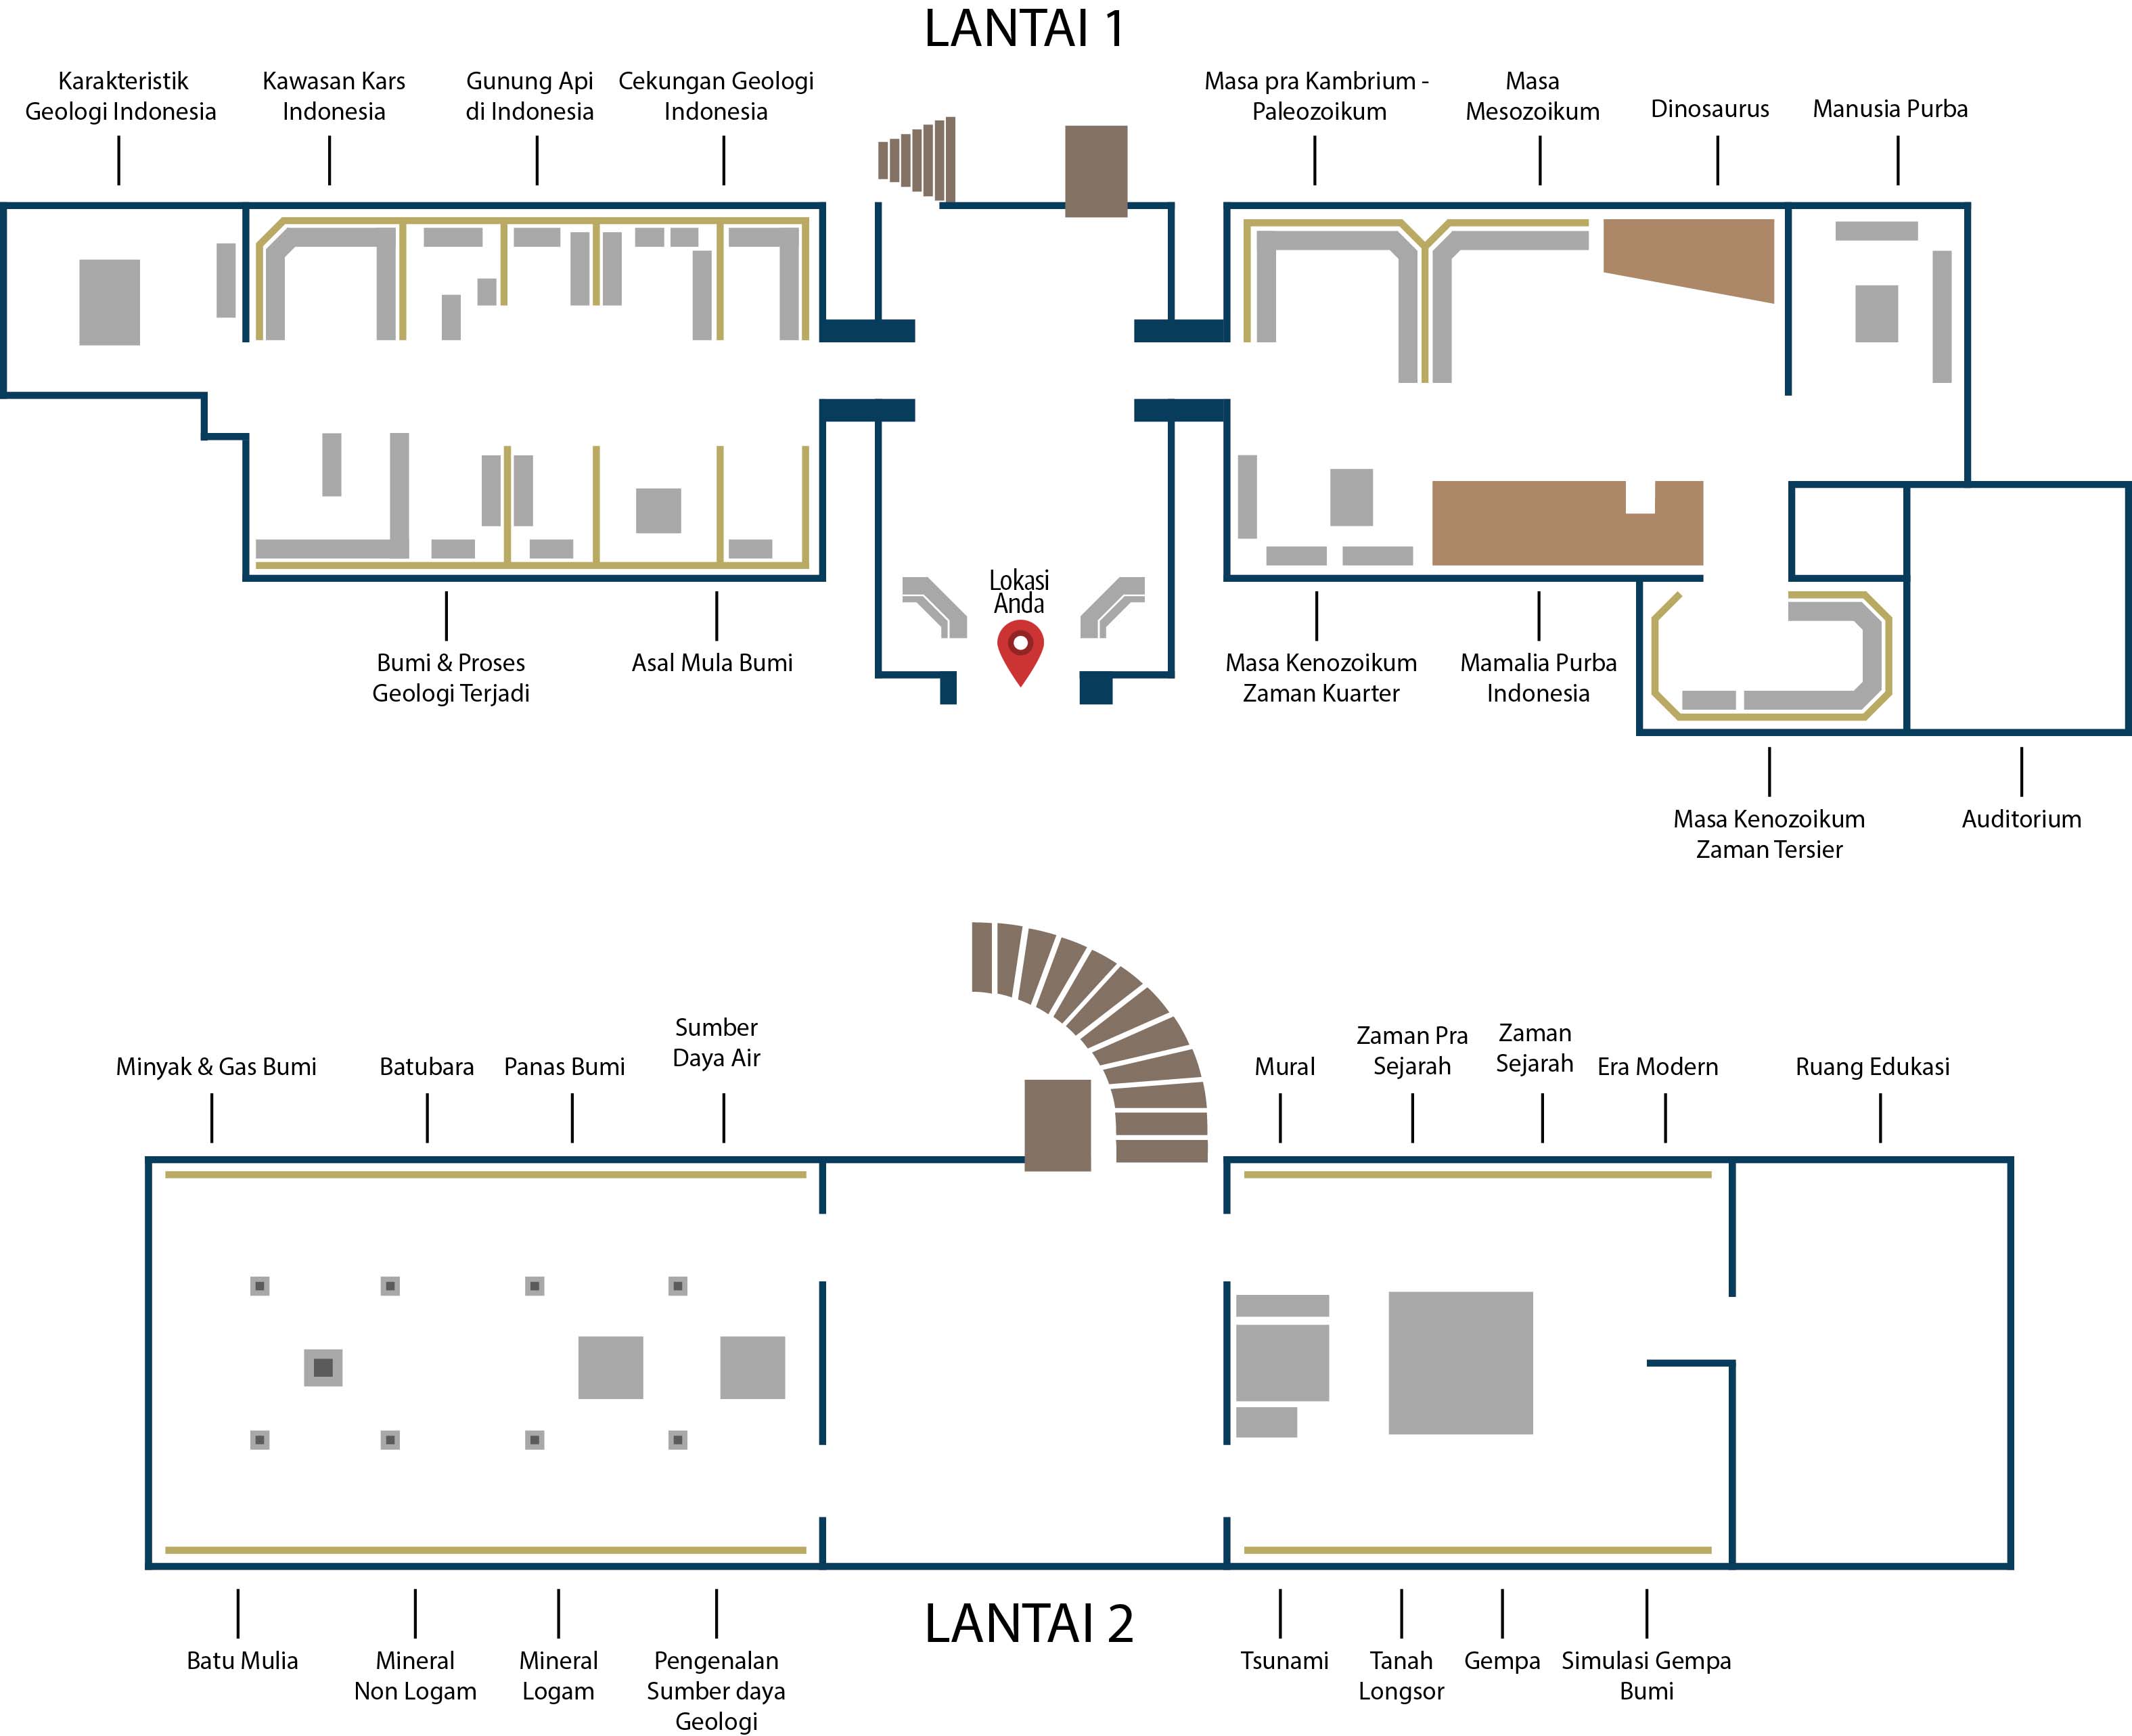 LANTAI 1
Karakteristik
Geologi Indonesia
Kawasan Kars
Indonesia
Gunung Api
di Indonesia
Cekungan Geologi
Indonesia
Masa pra Kambrium -
Paleozoikum
Masa
Mesozoikum
Dinosaurus
Manusia Purba
Lokasi
Anda
Bumi & Proses
Geologi Terjadi
Asal Mula Bumi
Masa Kenozoikum
Zaman Kuarter
Mamalia Purba
Indonesia
Masa Kenozoikum
Zaman Tersier
Auditorium
Minyak & Gas Bumi
Batubara
Panas Bumi
Sumber
Daya Air
Mural
Zaman Pra
Sejarah
Zaman
Sejarah
Era Modern
Ruang Edukasi
LANTAI 2
Batu Mulia
Mineral
Non Logam
Mineral
Logam
Pengenalan
Sumber daya
Geologi
Tsunami
Tanah
Longsor
Gempa
Simulasi Gempa
Bumi